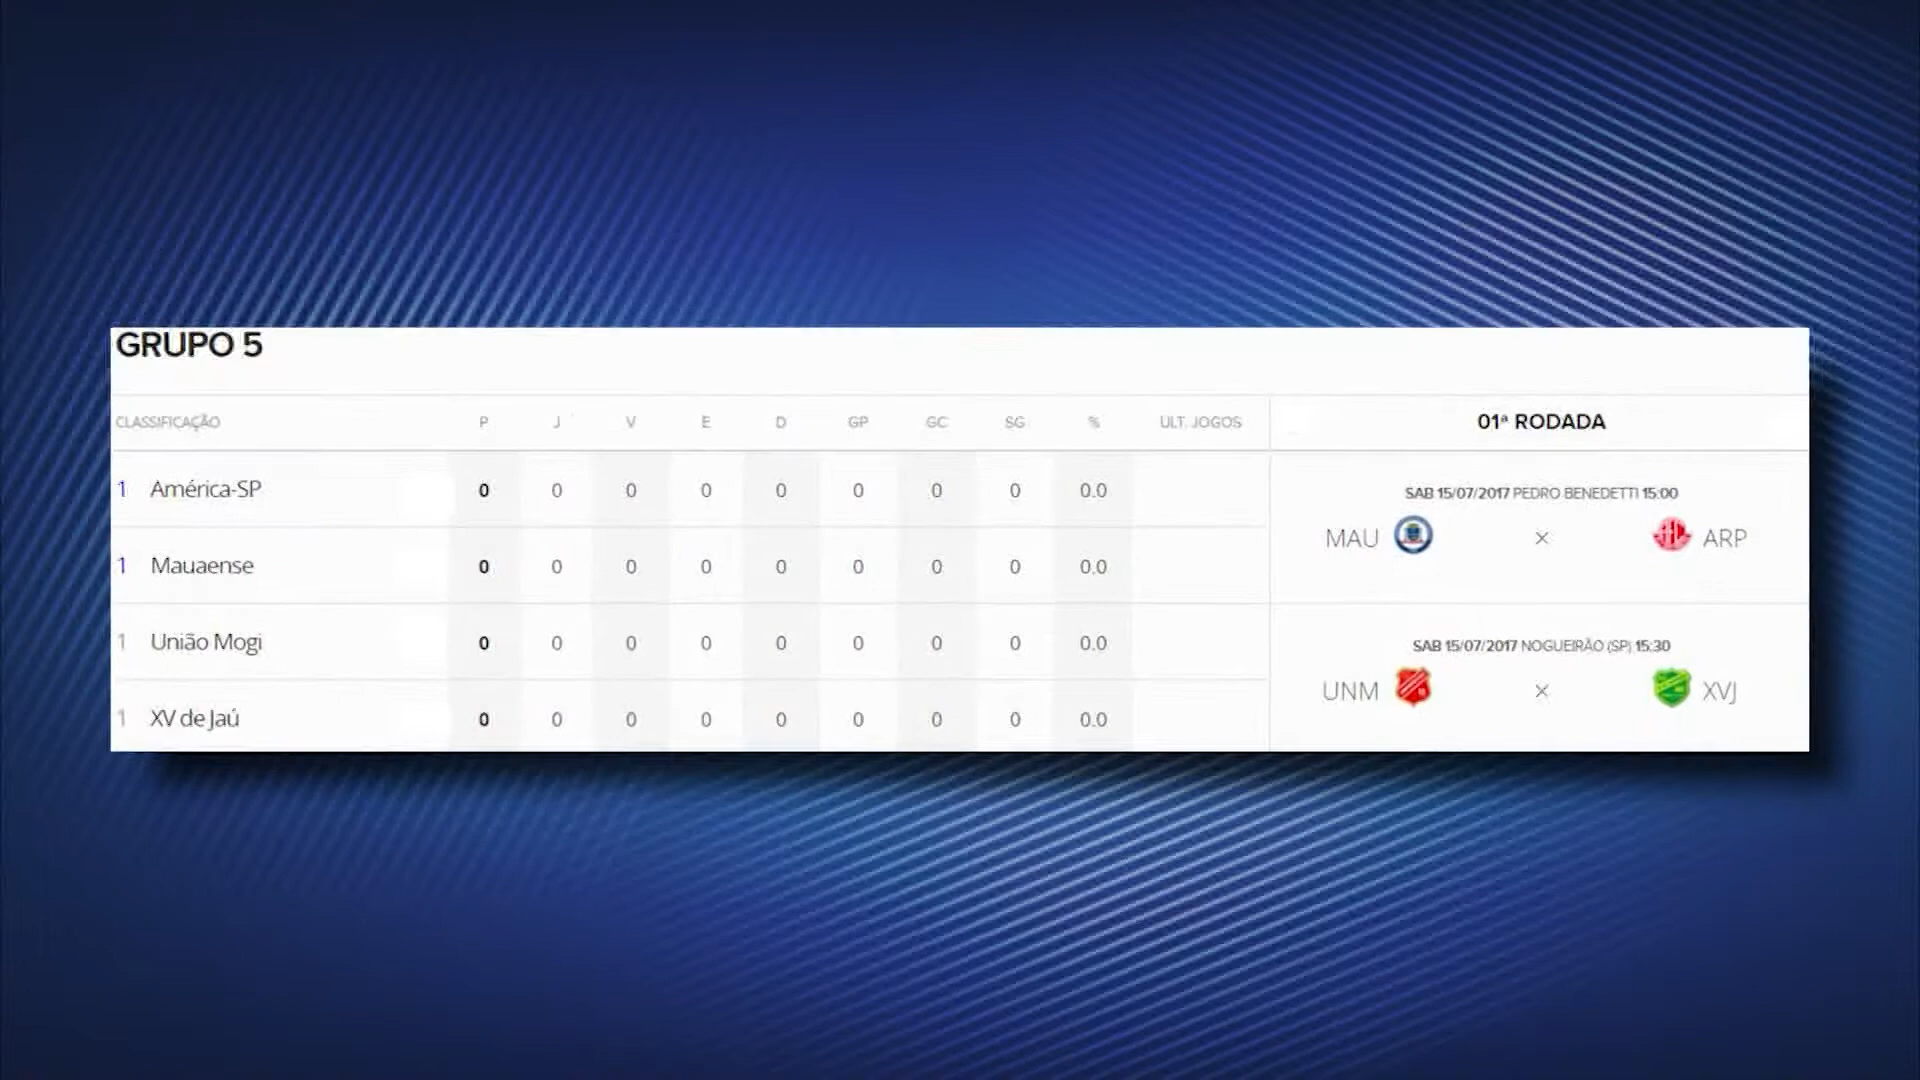 GRUPO 5
CLASSIFICAÇÃO P J V E D GP GC SG % ÚLT. JOGOS 01ª RODADA
1 América-SP 0 0 0 0 0 0 0 0 0.0
1 Mauaense 0 0 0 0 0 0 0 0 0.0
1 União Mogi 0 0 0 0 0 0 0 0 0.0
1 XV de Jaú 0 0 0 0 0 0 0 0 0.0
SAB 15/07/2017 PEDRO BENEDETTI 15:00
MAU × ARP
SAB 15/07/2017 NOGUEIRÃO (SP) 15:30
UNM × XVJ